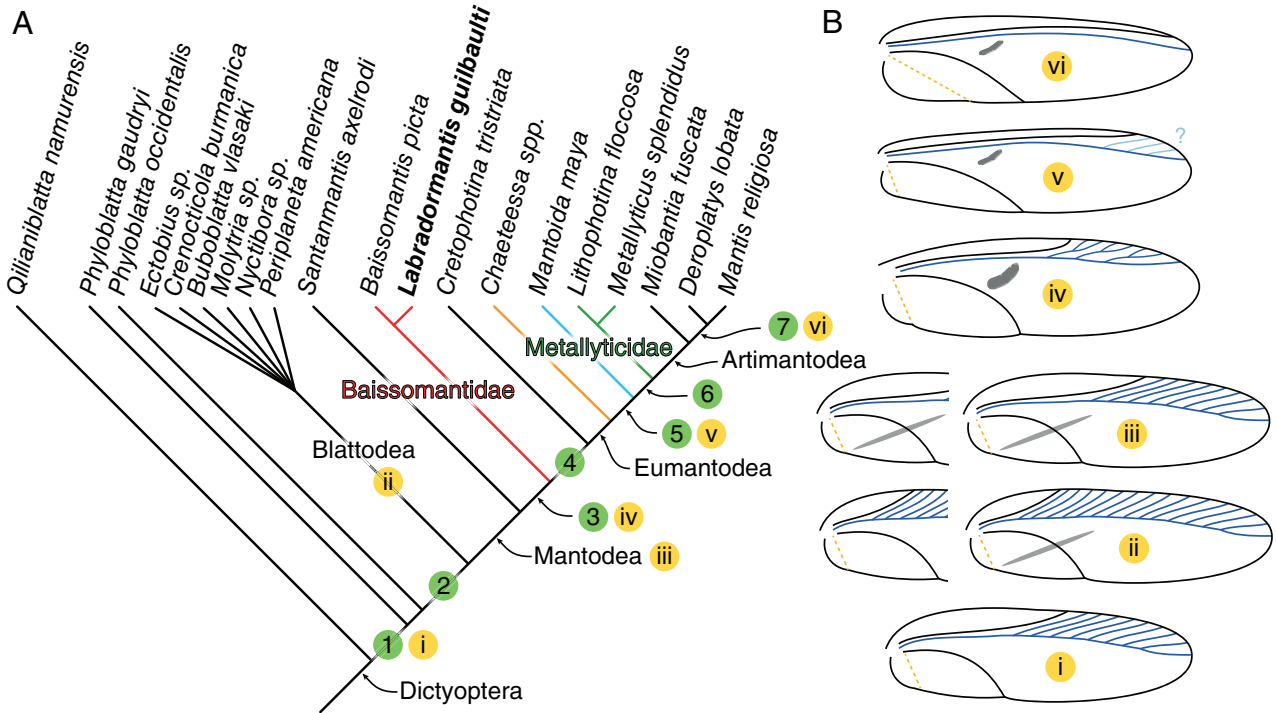 A
Qilianiblatta namurensis
Phyloblatta gaudryi
Phyloblatta occidentalis
Ectobius sp.
Crenocticola burmanica
Buboblatta vlasaki
Molytria sp.
Nyctibora sp.
Periplaneta americana
Santanmantis axelrodi
Baissomantis picta
Labradormantis guilbaulti
Cretophotina tristriata
Chaeteessa spp.
Mantoida maya
Lithophotina floccosa
Metallyticus splendidus
Miobantia fuscata
Deroplatys lobata
Mantis religiosa
7 vi
Metallyticidae
Artimantodea
Baissomantidae
6
5 v
Blattodea
4
Eumantodea
ii
3 iv
Mantodea iii
2
1 i
Dictyoptera
B
vi
?
v
iv
iii
ii
i